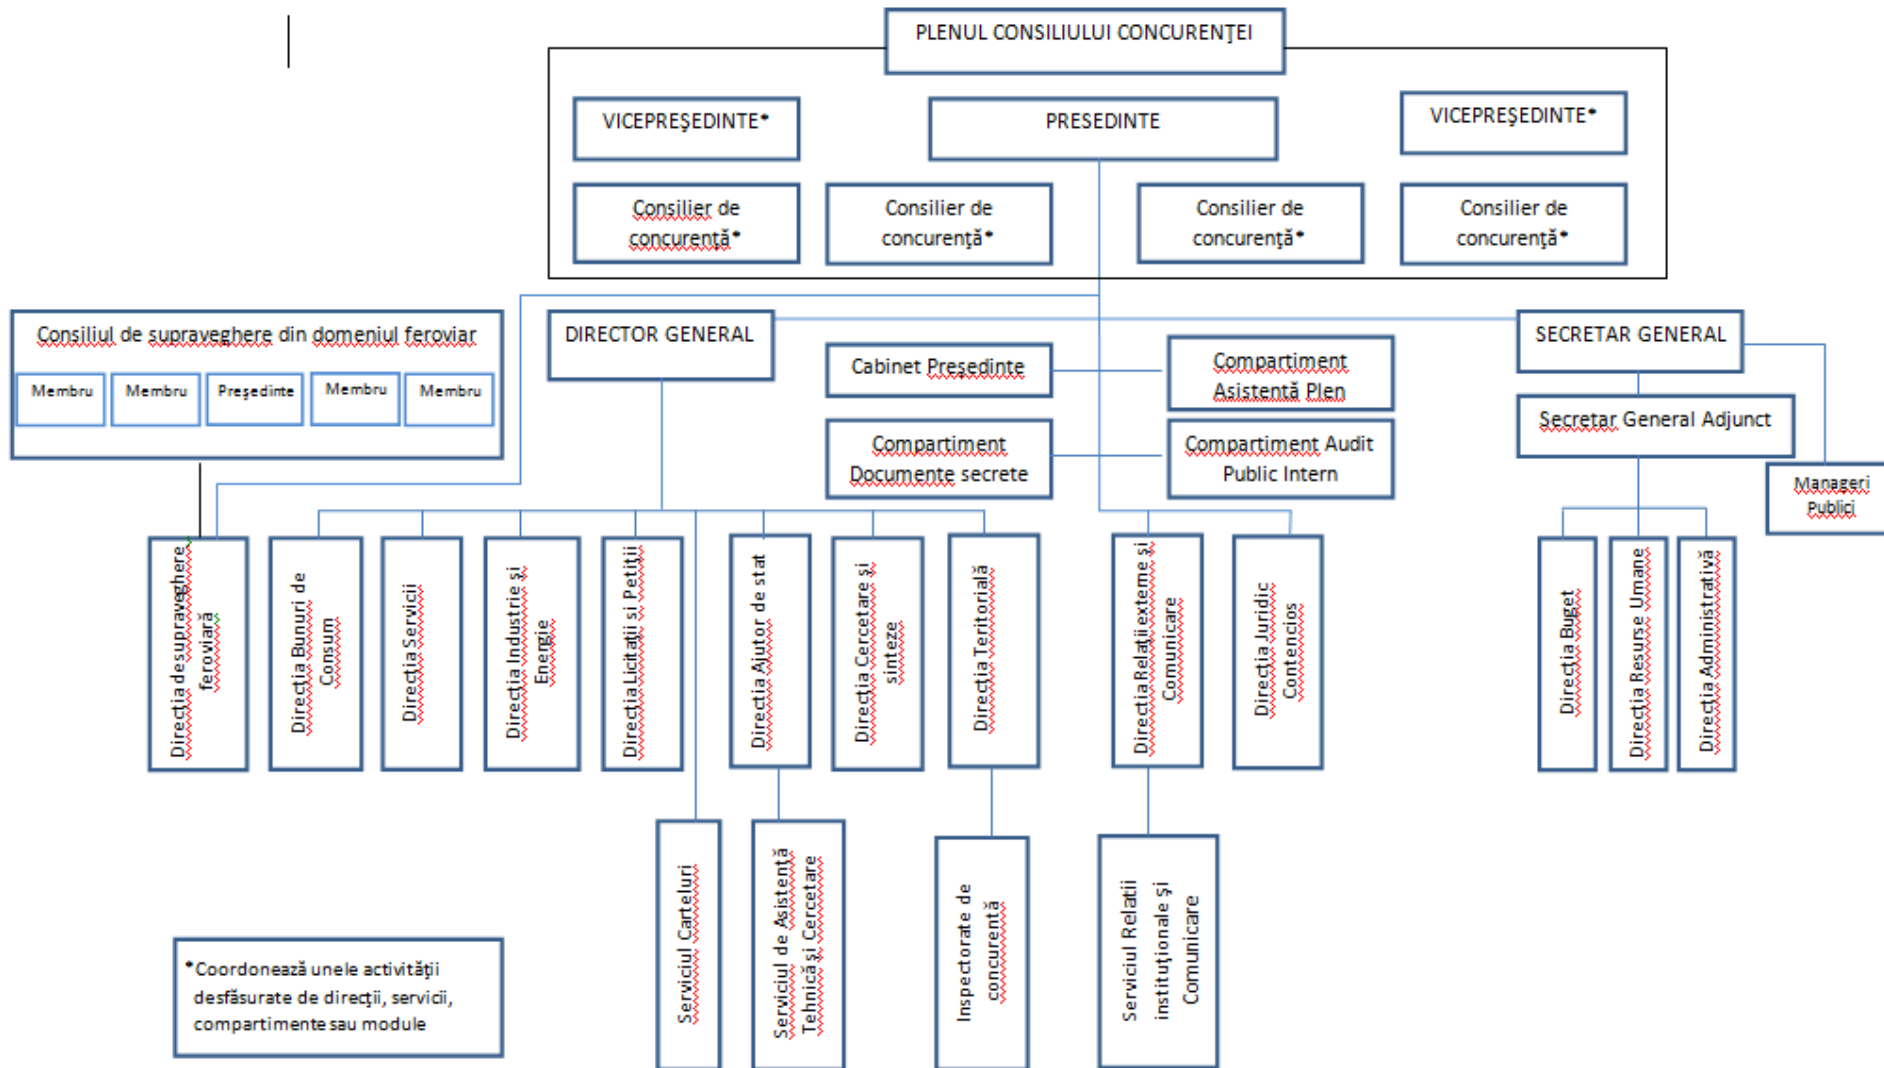 PLENUL CONSILIULUI CONCURENŢEI
VICEPREŞEDINTE*
PRESEDINTE
VICEPREŞEDINTE*
Consilier de
concurenţă*
Consilier de
concurenţă*
Consilier de
concurenţă*
Consilier de
concurenţă*
Consiliul de supraveghere din domeniul feroviar
Membru
Membru
Preşedinte
Membru
Membru
DIRECTOR GENERAL
SECRETAR GENERAL
Cabinet Preşedinte
Compartiment
Asistenţă Plen
Secretar General Adjunct
Compartiment
Documente secrete
Compartiment Audit
Public Intern
Manageri
Publici
Direcţia de supraveghere
feroviară
Direcţia Bunuri de
Consum
Direcţia Servicii
Direcţia Industrie şi
Energie
Direcţia Licitaţii si Petiţii
Direcţia Ajutor de stat
Direcţia Cercetare şi
sinteze
Direcţia Teritorială
Direcţia Relaţii externe şi
Comunicare
Direcţia Juridic
Contencios
Direcţia Buget
Direcţia Resurse Umane
Direcţia Administrativă
Serviciul Carteluri
Serviciul de Asistenţă
Tehnică şi Cercetare
Inspectorate de
concurenţă
Serviciul Relatii
instituţionale şi
Comunicare
*Coordonează unele activităţii
desfăsurate de direcţii, servicii,
compartimente sau module